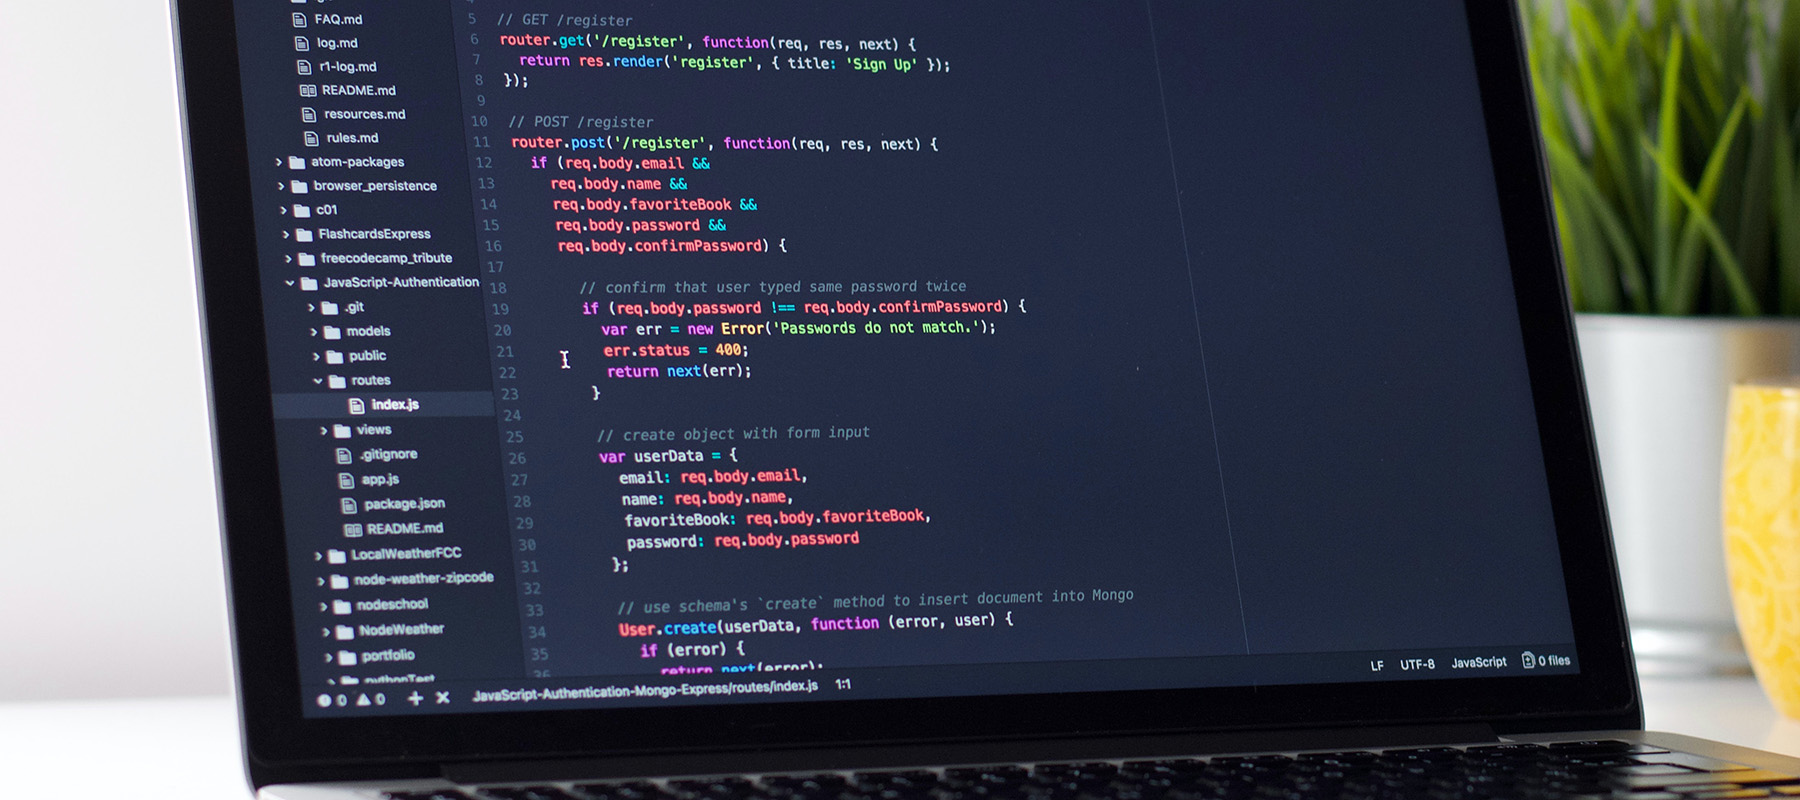 FAQ.md
log.md
r1-log.md
README.md
resources.md
rules.md
atom-packages
browser_persistence
c01
FlashcardsExpress
freecodecamp_tribute
JavaScript-Authentication
.git
models
public
routes
index.js
views
.gitignore
app.js
package.json
README.md
LocalWeatherFCC
node-weather-zipcode
nodeschool
NodeWeather
portfolio
pythonTest
5 // GET /register
6 router.get('/register', function(req, res, next) {
7 return res.render('register', { title: 'Sign Up' });
8 });
9
10 // POST /register
11 router.post('/register', function(req, res, next) {
12 if (req.body.email &&
13 req.body.name &&
14 req.body.favoriteBook &&
15 req.body.password &&
16 req.body.confirmPassword) {
17
18 // confirm that user typed same password twice
19 if (req.body.password !== req.body.confirmPassword) {
20 var err = new Error('Passwords do not match.');
21 err.status = 400;
22 return next(err);
23 }
24
25 // create object with form input
26 var userData = {
27 email: req.body.email,
28 name: req.body.name,
29 favoriteBook: req.body.favoriteBook,
30 password: req.body.password
31 };
32
33 // use schema's `create` method to insert document into Mongo
34 User.create(userData, function (error, user) {
35 if (error) {
36 return next(error);
0 0 JavaScript-Authentication-Mongo-Express/routes/index.js 1:1 LF UTF-8 JavaScript 0 files